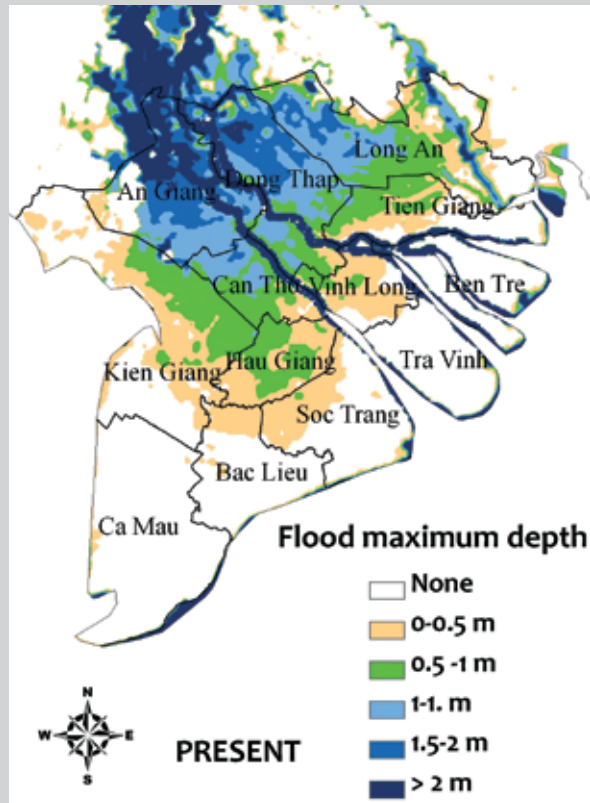 Long An
An Giang
Dong Thap
Tien Giang
Can Tho
Vinh Long
Ben Tre
Kien Giang
Hau Giang
Tra Vinh
Soc Trang
Bac Lieu
Ca Mau
Flood maximum depth
None
0-0.5 m
0.5 -1 m
1-1. m
1.5-2 m
> 2 m
N
W E
S
PRESENT